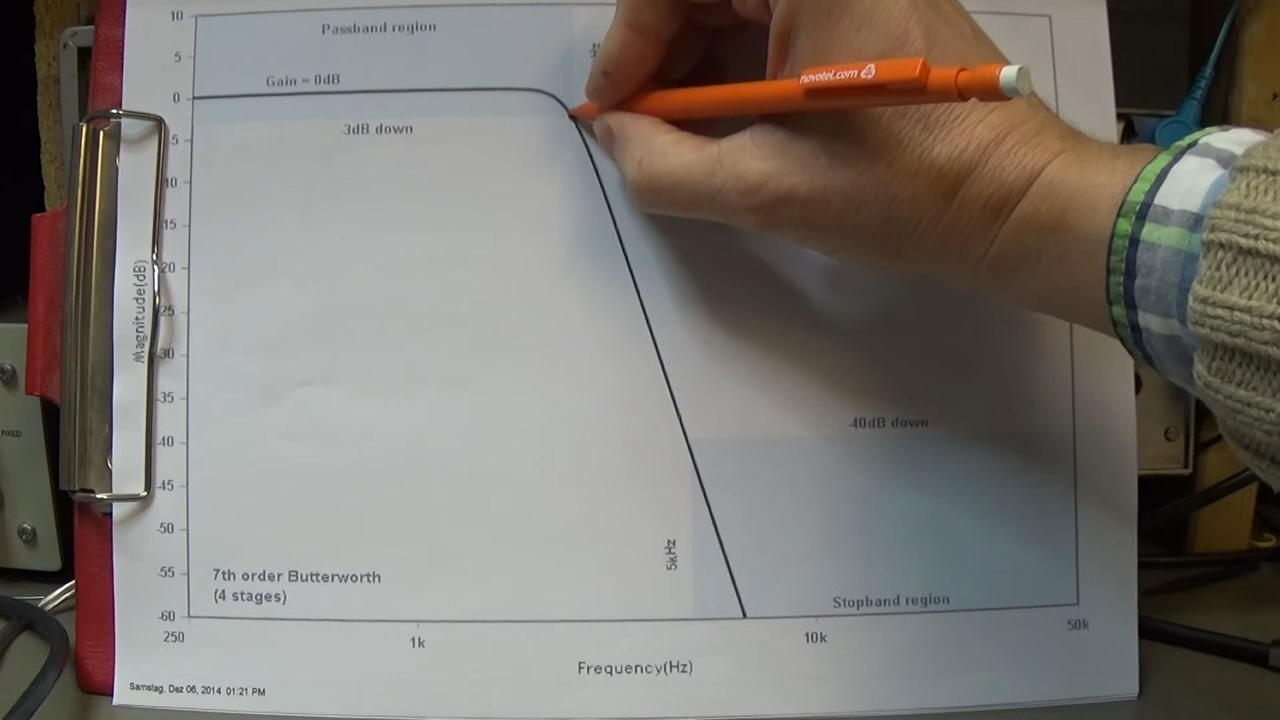 10
Passband region
5
Gain = 0dB
0
3dB down
novotel.com
5
10
15
20
25
Magnitude(dB)
30
-35
-40dB down
-40
-45
-50
5kHz
-55
7th order Butterworth
(4 stages)
-60
Stopband region
250
1k
10k
50k
Frequency(Hz)
Samstag, Dez 06, 2014 01:21 PM
FIXED